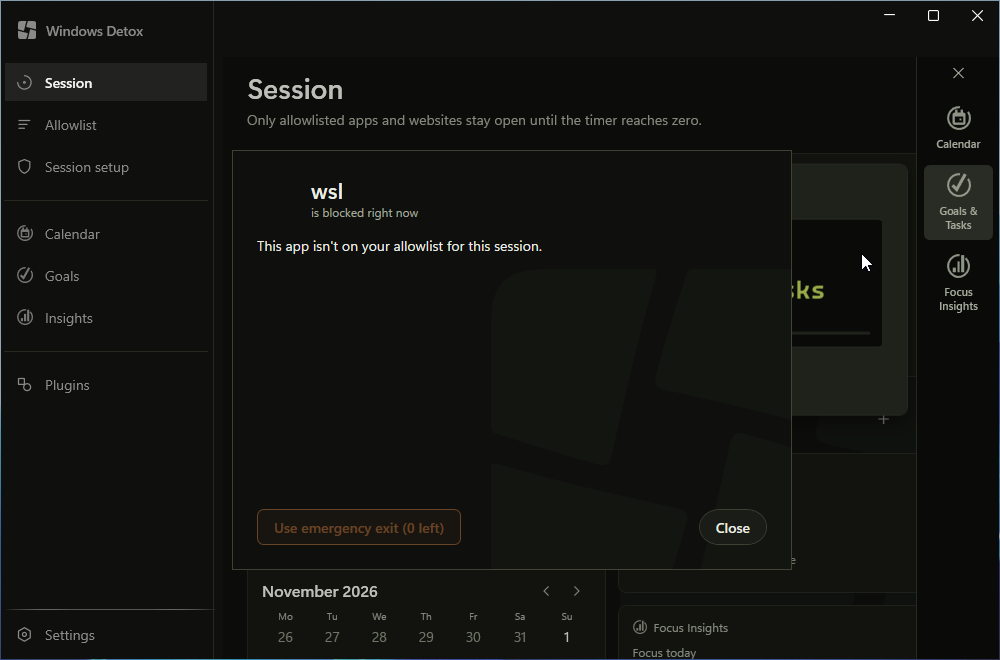 Windows Detox
Session
Allowlist
Session setup
Calendar
Goals
Insights
Plugins
Settings
Session
Only allowlisted apps and websites stay open until the timer reaches zero.
wsl
is blocked right now
This app isn't on your allowlist for this session.
Use emergency exit (0 left)
Close
November 2026
Mo Tu We Th Fr Sa Su
26 27 28 29 30 31 1
Focus Insights
Focus today
Calendar
Goals &
Tasks
Focus
Insights